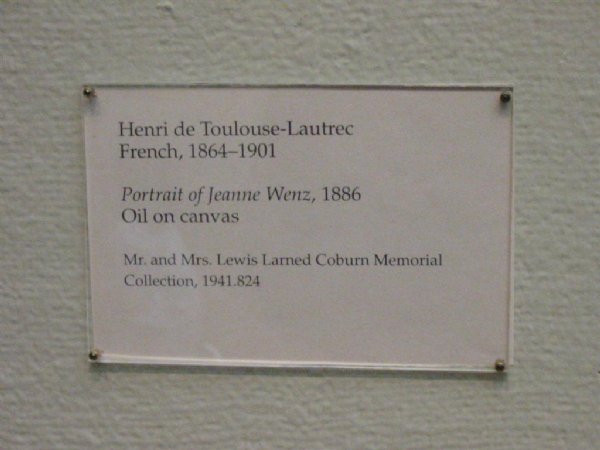 Henri de Toulouse-Lautrec
French, 1864–1901
Portrait of Jeanne Wenz, 1886
Oil on canvas
Mr. and Mrs. Lewis Larned Coburn Memorial
Collection, 1941.824